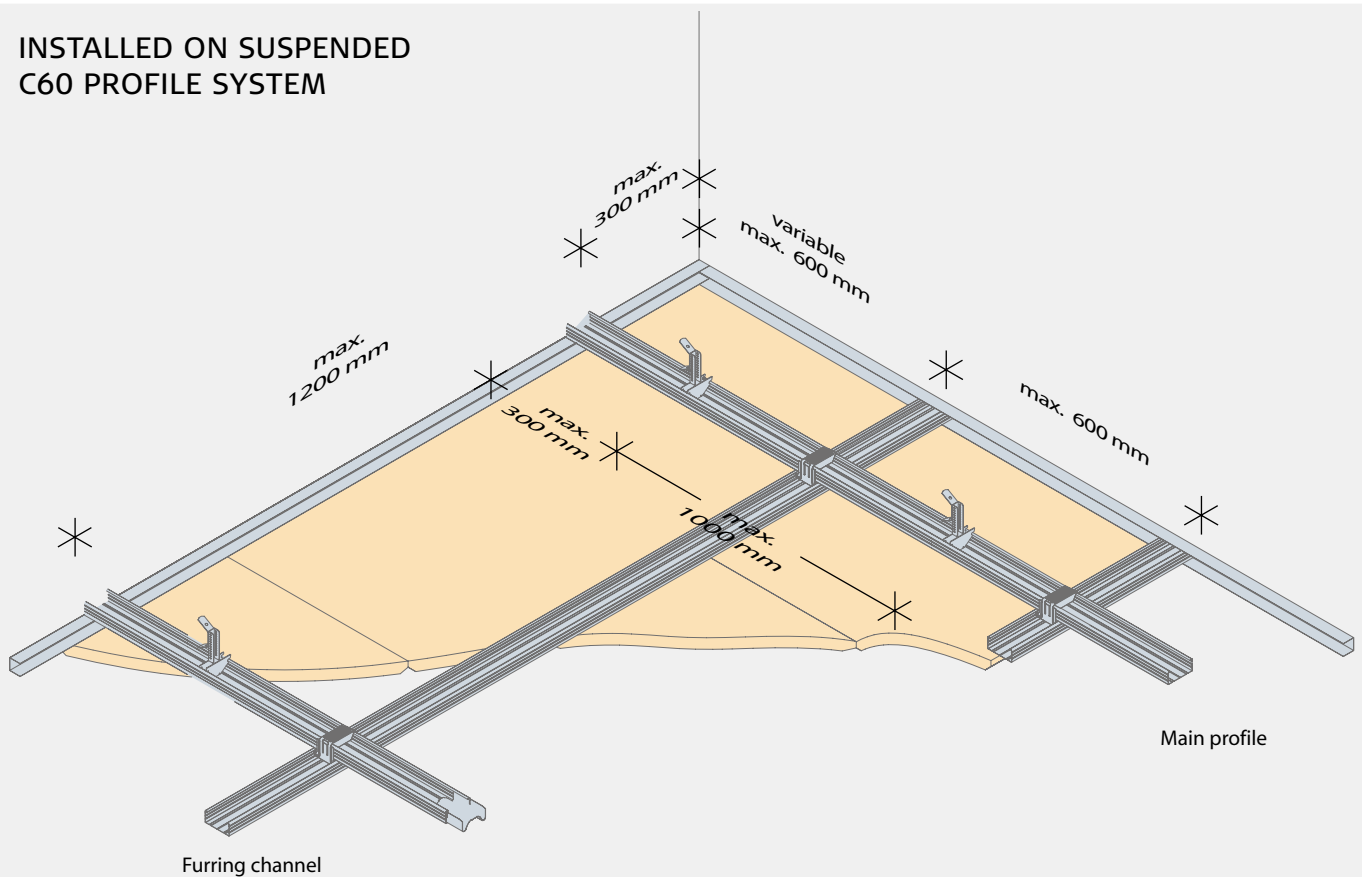 INSTALLED ON SUSPENDED
C60 PROFILE SYSTEM
max.
300 mm
variable
max. 600 mm
max.
1200 mm
max. 600 mm
max.
300 mm
max.
1000 mm
Main profile
Furring channel